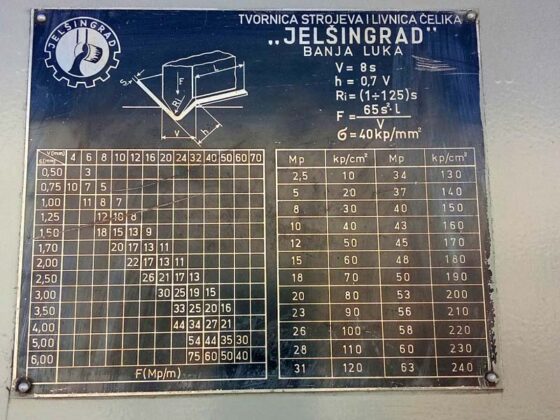 JELŠINGRAD
TVORNICA STROJEVA I LIVNICA ČELIKA
„JELŠINGRAD"
BANJA LUKA
V = 8s
h = 0,7 V
Ri = (1÷1,25)s
F = 65s²·L / V
σ = 40kp/mm²
S
F
L
Ri
V
h
V(mm) 4 6 8 10 12 16 20 24 32 40 50 60 70
S(mm)
0,50 3
0,75 10 7 5
1,00 11 8 7
1,25 12 10 8
1,50 18 15 13 9
1,70 20 17 13 11
2,00 22 17 13 11
2,50 26 21 17 13
3,00 30 25 19 15
3,50 33 25 20 16
4,00 44 34 27 21
5,00 54 44 35 30
6,00 75 60 50 40
F(Mp/m)
Mp kp/cm² Mp kp/cm²
2,5 10 34 130
5 20 37 140
8 30 40 150
10 40 43 160
12 50 45 170
15 60 48 180
18 70 50 190
20 80 53 200
23 90 56 210
26 100 58 220
28 110 60 230
31 120 63 240